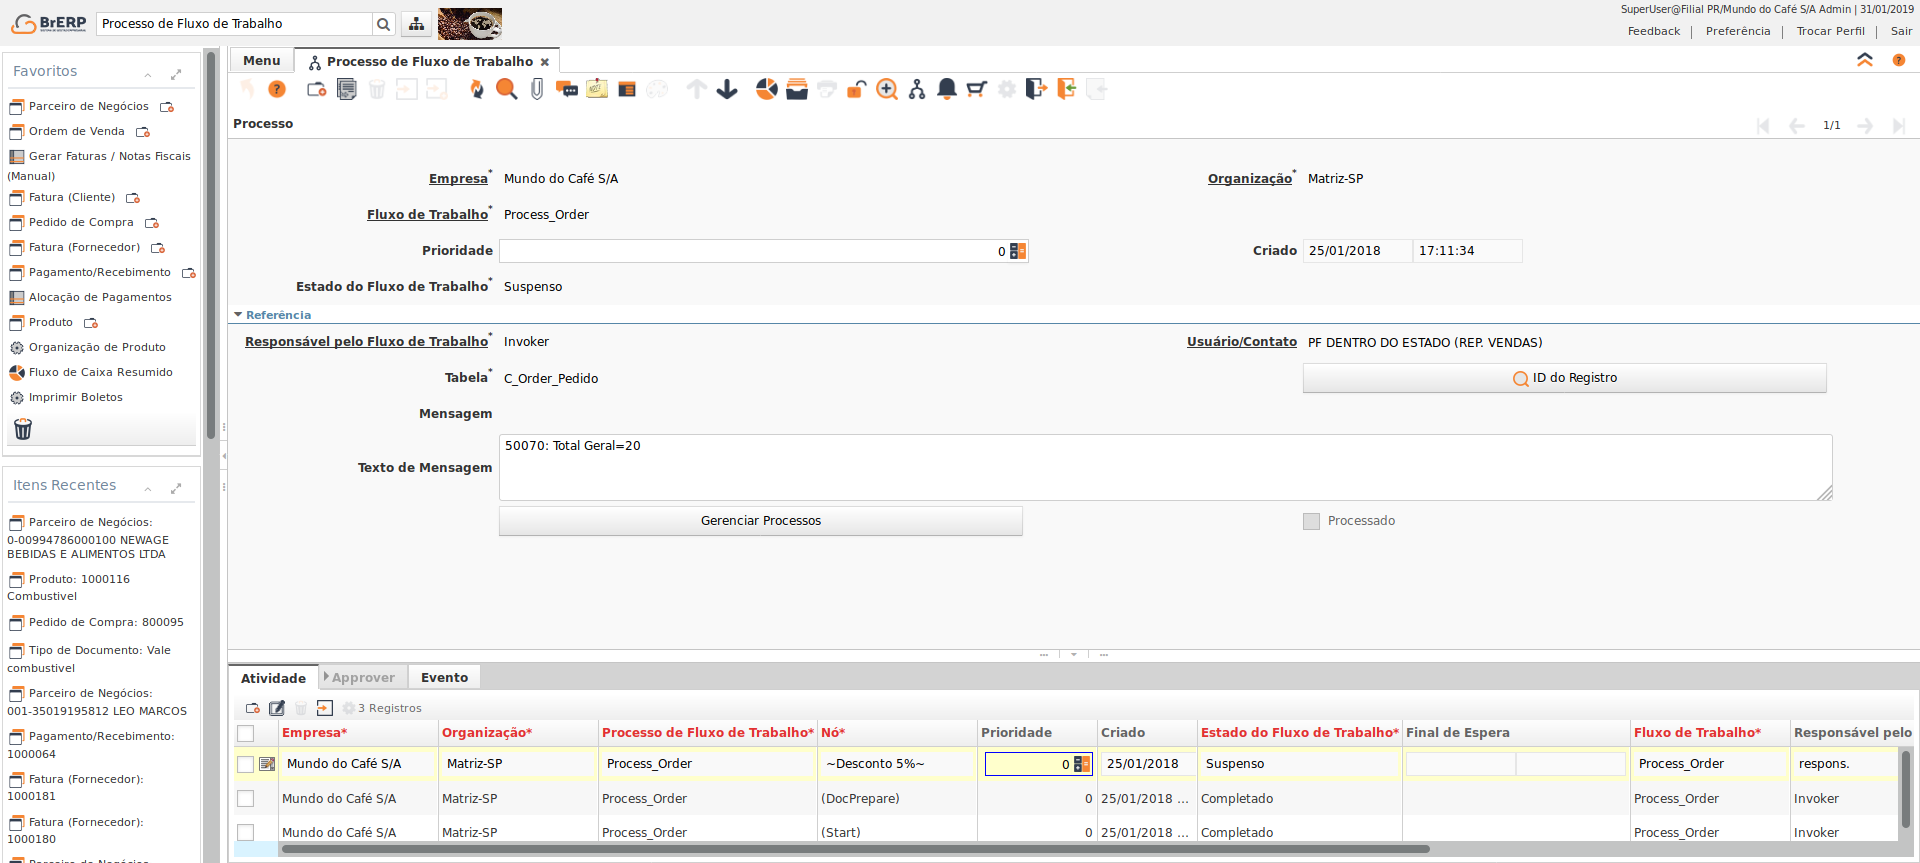 BrERP
Processo de Fluxo de Trabalho
SuperUser@Filial PR/Mundo do Café S/A Admin | 31/01/2019
Feedback | Preferência | Trocar Perfil | Sair
Favoritos
Parceiro de Negócios
Ordem de Venda
Gerar Faturas / Notas Fiscais
(Manual)
Fatura (Cliente)
Pedido de Compra
Fatura (Fornecedor)
Pagamento/Recebimento
Alocação de Pagamentos
Produto
Organização de Produto
Fluxo de Caixa Resumido
Imprimir Boletos
Itens Recentes
Parceiro de Negócios:
0-00994786000100 NEWAGE
BEBIDAS E ALIMENTOS LTDA
Produto: 1000116
Combustivel
Pedido de Compra: 800095
Tipo de Documento: Vale
combustivel
Parceiro de Negócios:
001-35019195812 LEO MARCOS
Pagamento/Recebimento:
1000064
Fatura (Fornecedor):
1000181
Fatura (Fornecedor):
1000180
Menu
Processo de Fluxo de Trabalho
Processo
1/1
Empresa* Mundo do Café S/A
Organização* Matriz-SP
Fluxo de Trabalho* Process_Order
Prioridade 0
Criado 25/01/2018 17:11:34
Estado do Fluxo de Trabalho* Suspenso
Referência
Responsável pelo Fluxo de Trabalho* Invoker
Usuário/Contato PF DENTRO DO ESTADO (REP. VENDAS)
Tabela* C_Order_Pedido
ID do Registro
Mensagem
Texto de Mensagem 50070: Total Geral=20
Gerenciar Processos
Processado
Atividade Approver Evento
3 Registros
Empresa* Organização* Processo de Fluxo de Trabalho* Nó* Prioridade Criado Estado do Fluxo de Trabalho* Final de Espera Fluxo de Trabalho* Responsável pelo
Mundo do Café S/A Matriz-SP Process_Order ~Desconto 5%~ 0 25/01/2018 Suspenso Process_Order respons.
Mundo do Café S/A Matriz-SP Process_Order (DocPrepare) 0 25/01/2018 ... Completado Process_Order Invoker
Mundo do Café S/A Matriz-SP Process_Order (Start) 0 25/01/2018 ... Completado Process_Order Invoker